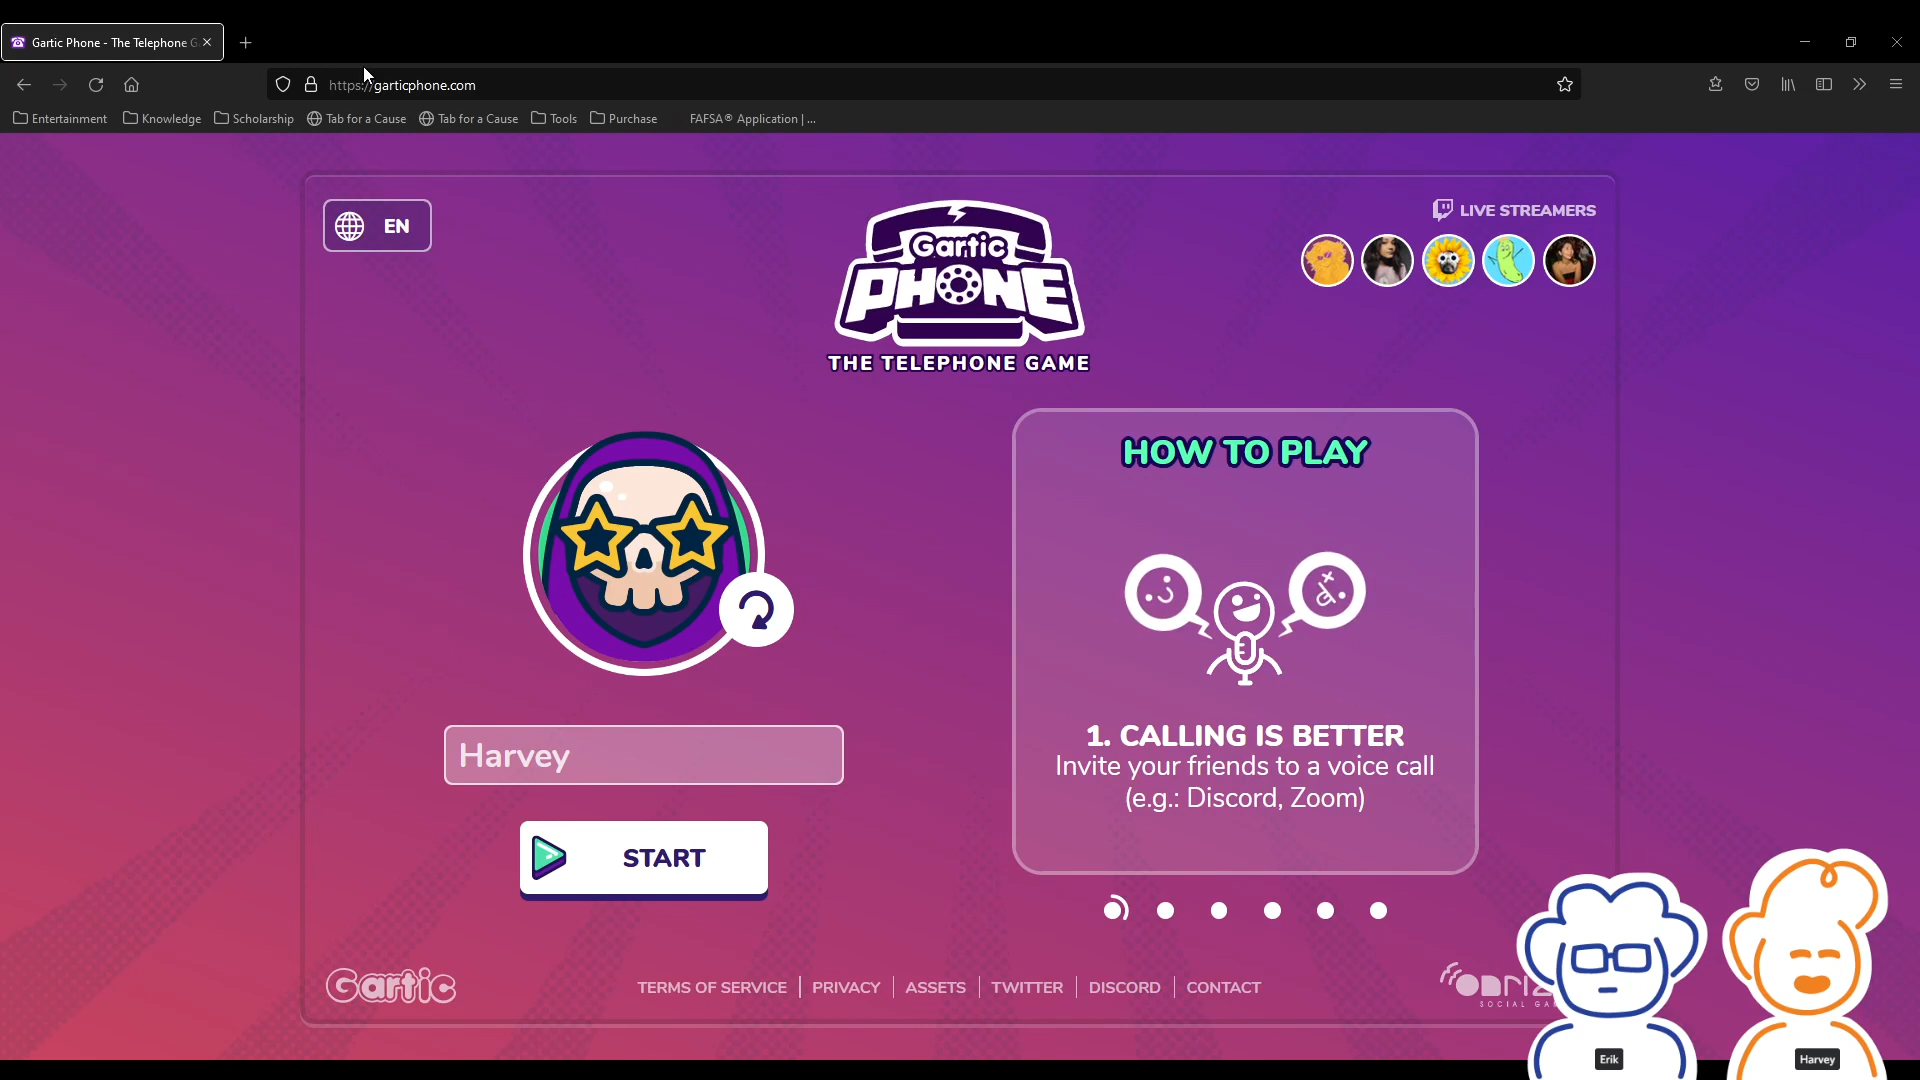 Gartic Phone - The Telephone G
https://garticphone.com
Entertainment Knowledge Scholarship Tab for a Cause Tab for a Cause Tools Purchase FAFSA® Application | ...
EN
Gartic
PHONE
THE TELEPHONE GAME
LIVE STREAMERS
Harvey
START
HOW TO PLAY
1. CALLING IS BETTER
Invite your friends to a voice call
(e.g.: Discord, Zoom)
Gartic
TERMS OF SERVICE PRIVACY ASSETS TWITTER DISCORD CONTACT
SOCIAL
Erik
Harvey